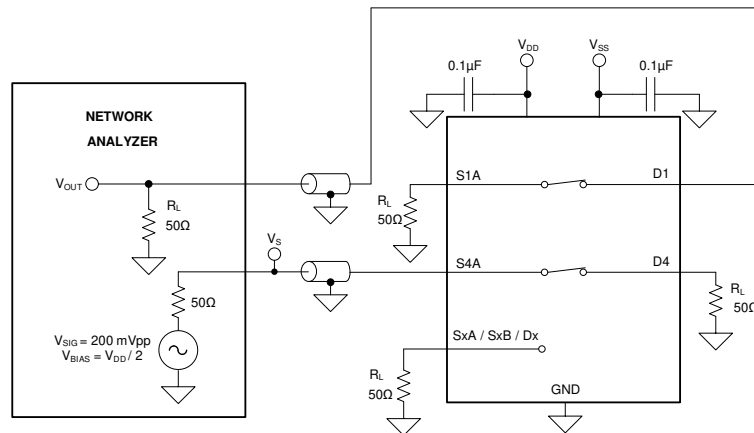 V_DD
V_SS
0.1µF
0.1µF
NETWORK
ANALYZER
V_OUT
R_L
50Ω
V_S
50Ω
V_SIG = 200 mVpp
V_BIAS = V_DD / 2
S1A
D1
R_L
50Ω
S4A
D4
R_L
50Ω
SxA / SxB / Dx
R_L
50Ω
GND